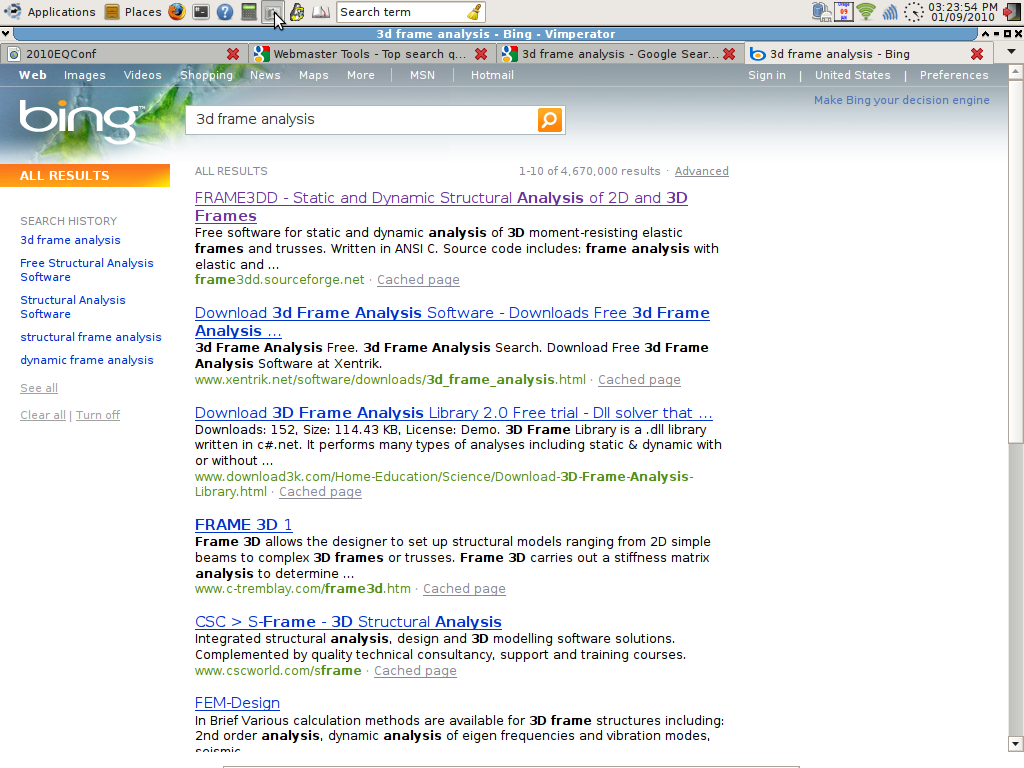 Applications Places Search term 03:23:54 PM
01/09/2010
3d frame analysis - Bing - Vimperator
2010EQConf Webmaster Tools - Top search q... 3d frame analysis - Google Sear... 3d frame analysis - Bing
Web Images Videos Shopping News Maps More | MSN | Hotmail Sign in | United States | Preferences
Make Bing your decision engine
bing™
3d frame analysis
ALL RESULTS
ALL RESULTS 1-10 of 4,670,000 results · Advanced
SEARCH HISTORY
3d frame analysis
Free Structural Analysis
Software
Structural Analysis
Software
structural frame analysis
dynamic frame analysis
See all
Clear all | Turn off
FRAME3DD - Static and Dynamic Structural Analysis of 2D and 3D
Frames
Free software for static and dynamic analysis of 3D moment-resisting elastic
frames and trusses. Written in ANSI C. Source code includes: frame analysis with
elastic and ...
frame3dd.sourceforge.net · Cached page
Download 3d Frame Analysis Software - Downloads Free 3d Frame
Analysis ...
3d Frame Analysis Free. 3d Frame Analysis Search. Download Free 3d Frame
Analysis Software at Xentrik.
www.xentrik.net/software/downloads/3d_frame_analysis.html · Cached page
Download 3D Frame Analysis Library 2.0 Free trial - Dll solver that ...
Downloads: 152, Size: 114.43 KB, License: Demo. 3D Frame Library is a .dll library
written in c#.net. It performs many types of analyses including static & dynamic with
or without ...
www.download3k.com/Home-Education/Science/Download-3D-Frame-Analysis-
Library.html · Cached page
FRAME 3D 1
Frame 3D allows the designer to set up structural models ranging from 2D simple
beams to complex 3D frames or trusses. Frame 3D carries out a stiffness matrix
analysis to determine ...
www.c-tremblay.com/frame3d.htm · Cached page
CSC > S-Frame - 3D Structural Analysis
Integrated structural analysis, design and 3D modelling software solutions.
Complemented by quality technical consultancy, support and training courses.
www.cscworld.com/sframe · Cached page
FEM-Design
In Brief Various calculation methods are available for 3D frame structures including:
2nd order analysis, dynamic analysis of eigen frequencies and vibration modes,
seismic